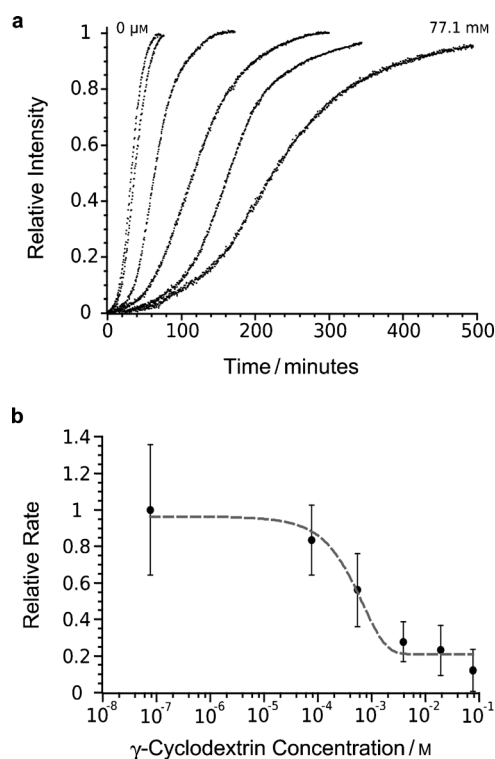 a
0 μM
77.1 mM
1
0.8
0.6
0.4
0.2
0
Relative Intensity
0 100 200 300 400 500
Time / minutes
b
1.4
1.2
1
0.8
0.6
0.4
0.2
0
Relative Rate
10⁻⁸ 10⁻⁷ 10⁻⁶ 10⁻⁵ 10⁻⁴ 10⁻³ 10⁻² 10⁻¹
γ-Cyclodextrin Concentration / M